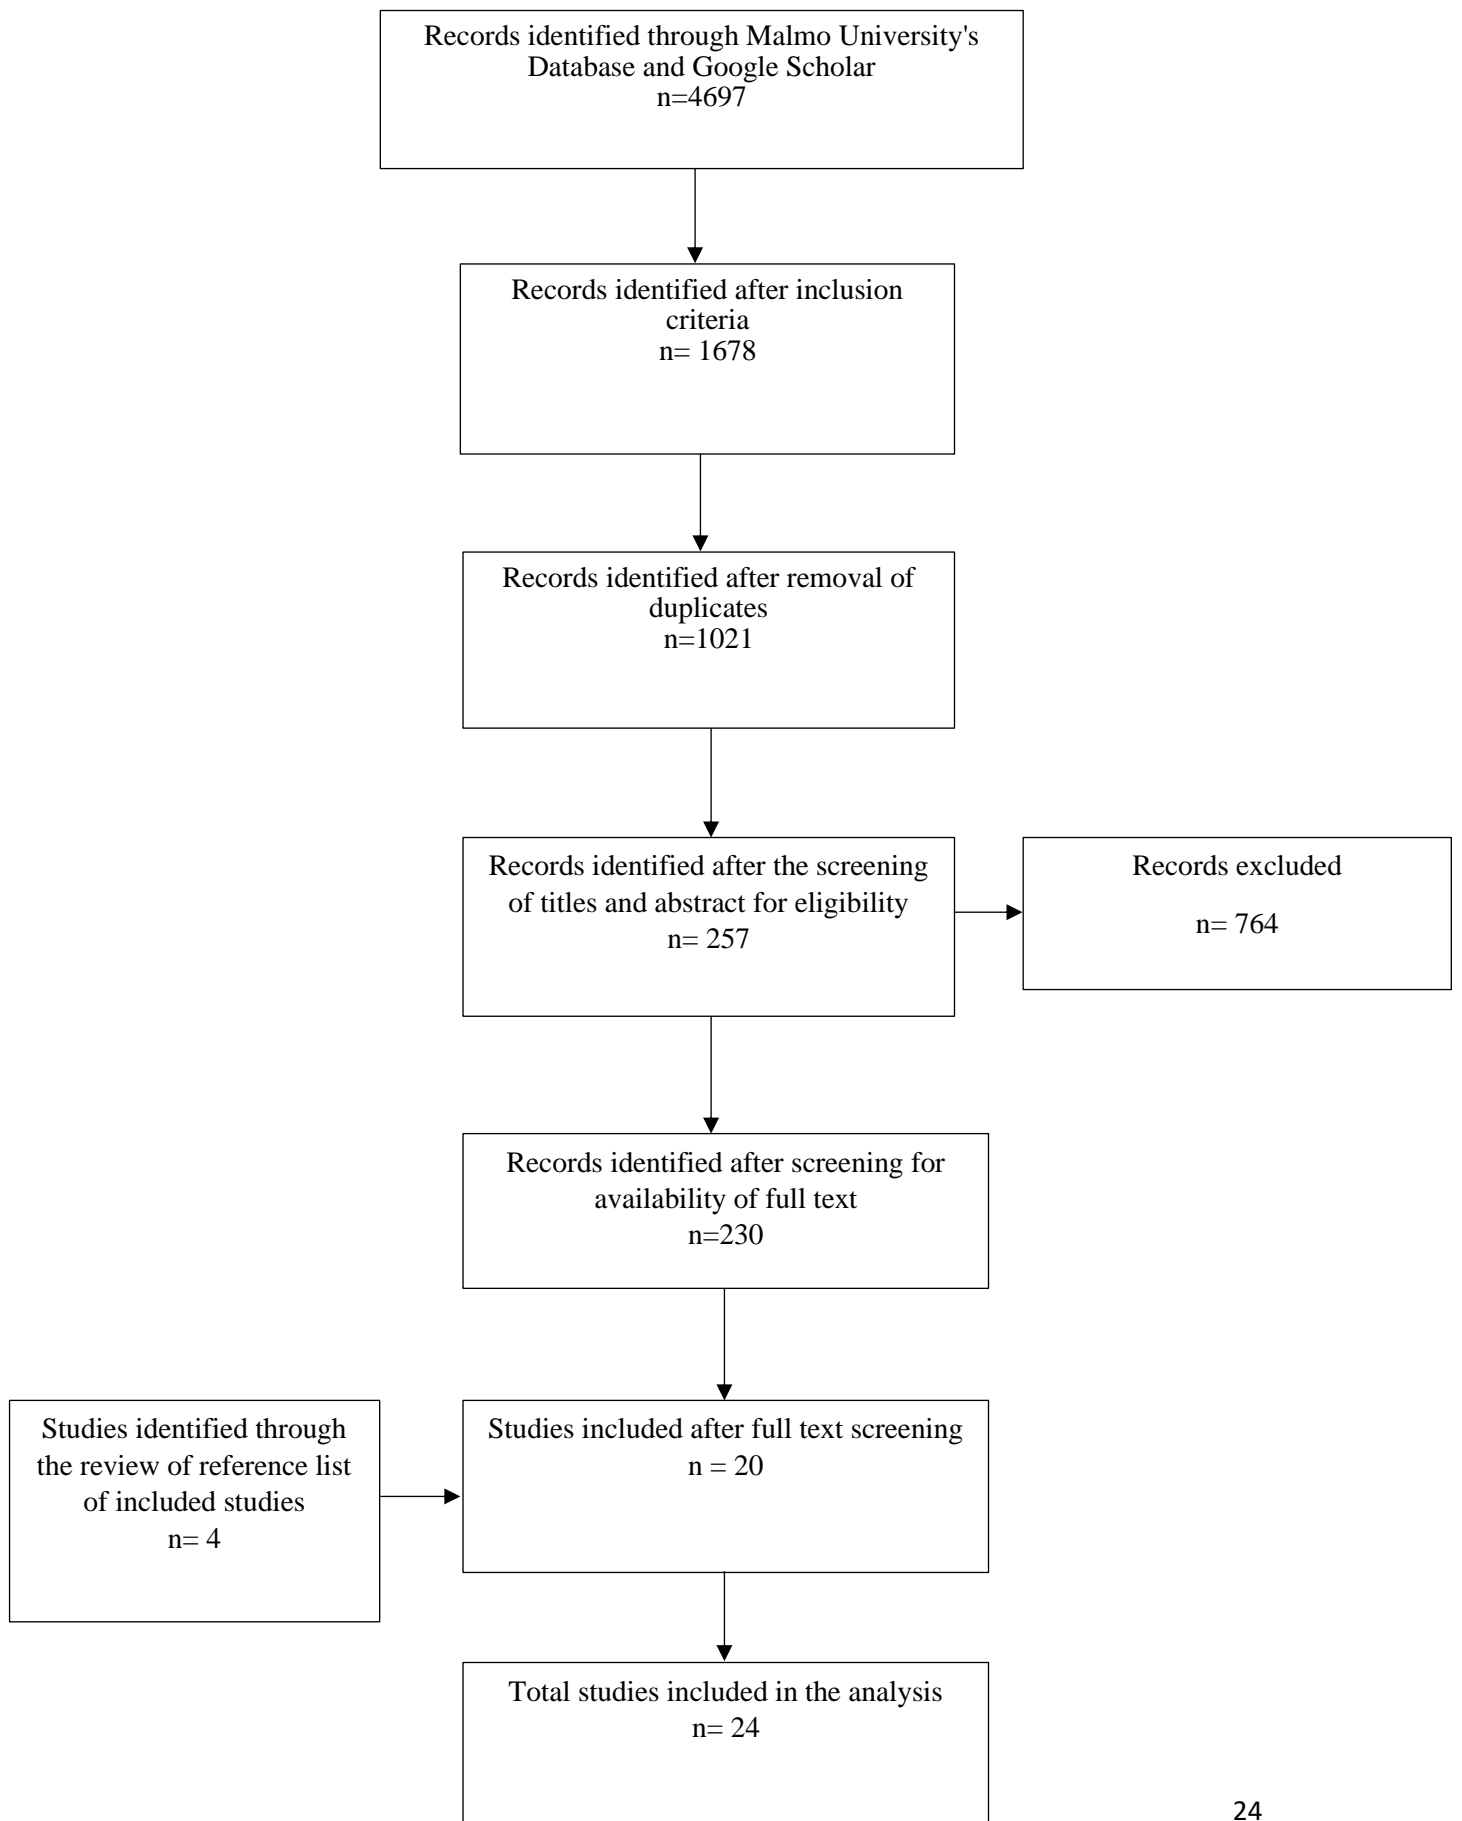 Records identified through Malmo University's
Database and Google Scholar
n=4697
Records identified after inclusion
criteria
n= 1678
Records identified after removal of
duplicates
n=1021
Records identified after the screening
of titles and abstract for eligibility
n= 257
Records excluded
n= 764
Records identified after screening for
availability of full text
n=230
Studies identified through
the review of reference list
of included studies
n= 4
Studies included after full text screening
n = 20
Total studies included in the analysis
n= 24
24